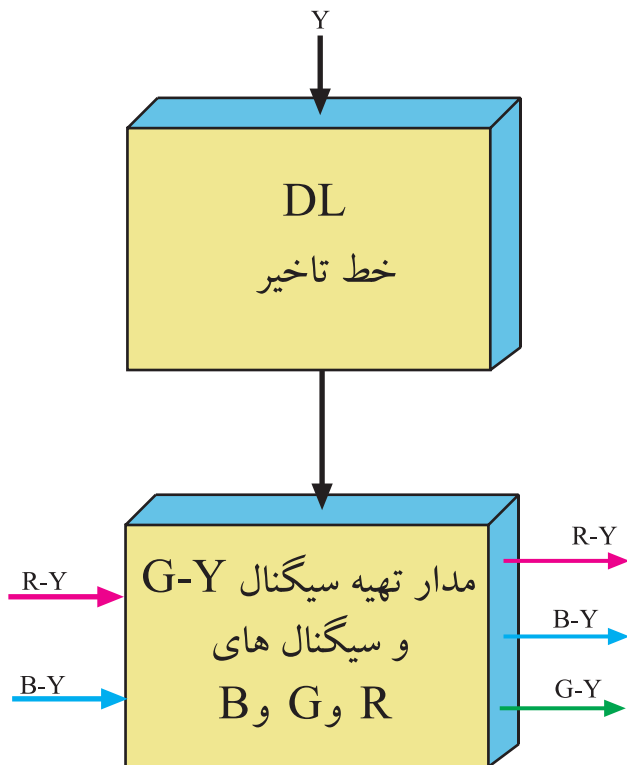 Y
DL
خط تاخیر
R-Y
B-Y
مدار تهیه سیگنال G-Y
و سیگنال های
R و G و B
R-Y
B-Y
G-Y